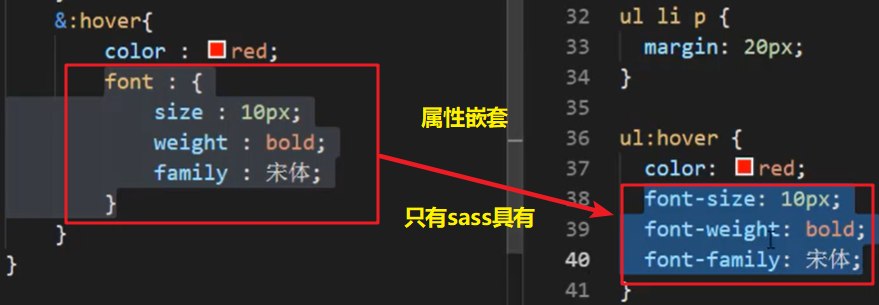 &:hover{
color : red;
font : {
size : 10px;
weight : bold;
family : 宋体;
}
}
}
属性嵌套
只有sass具有
32 ul li p {
33 margin: 20px;
34 }
35
36 ul:hover {
37 color: red;
38 font-size: 10px;
39 font-weight: bold;
40 font-family: 宋体;
41 }